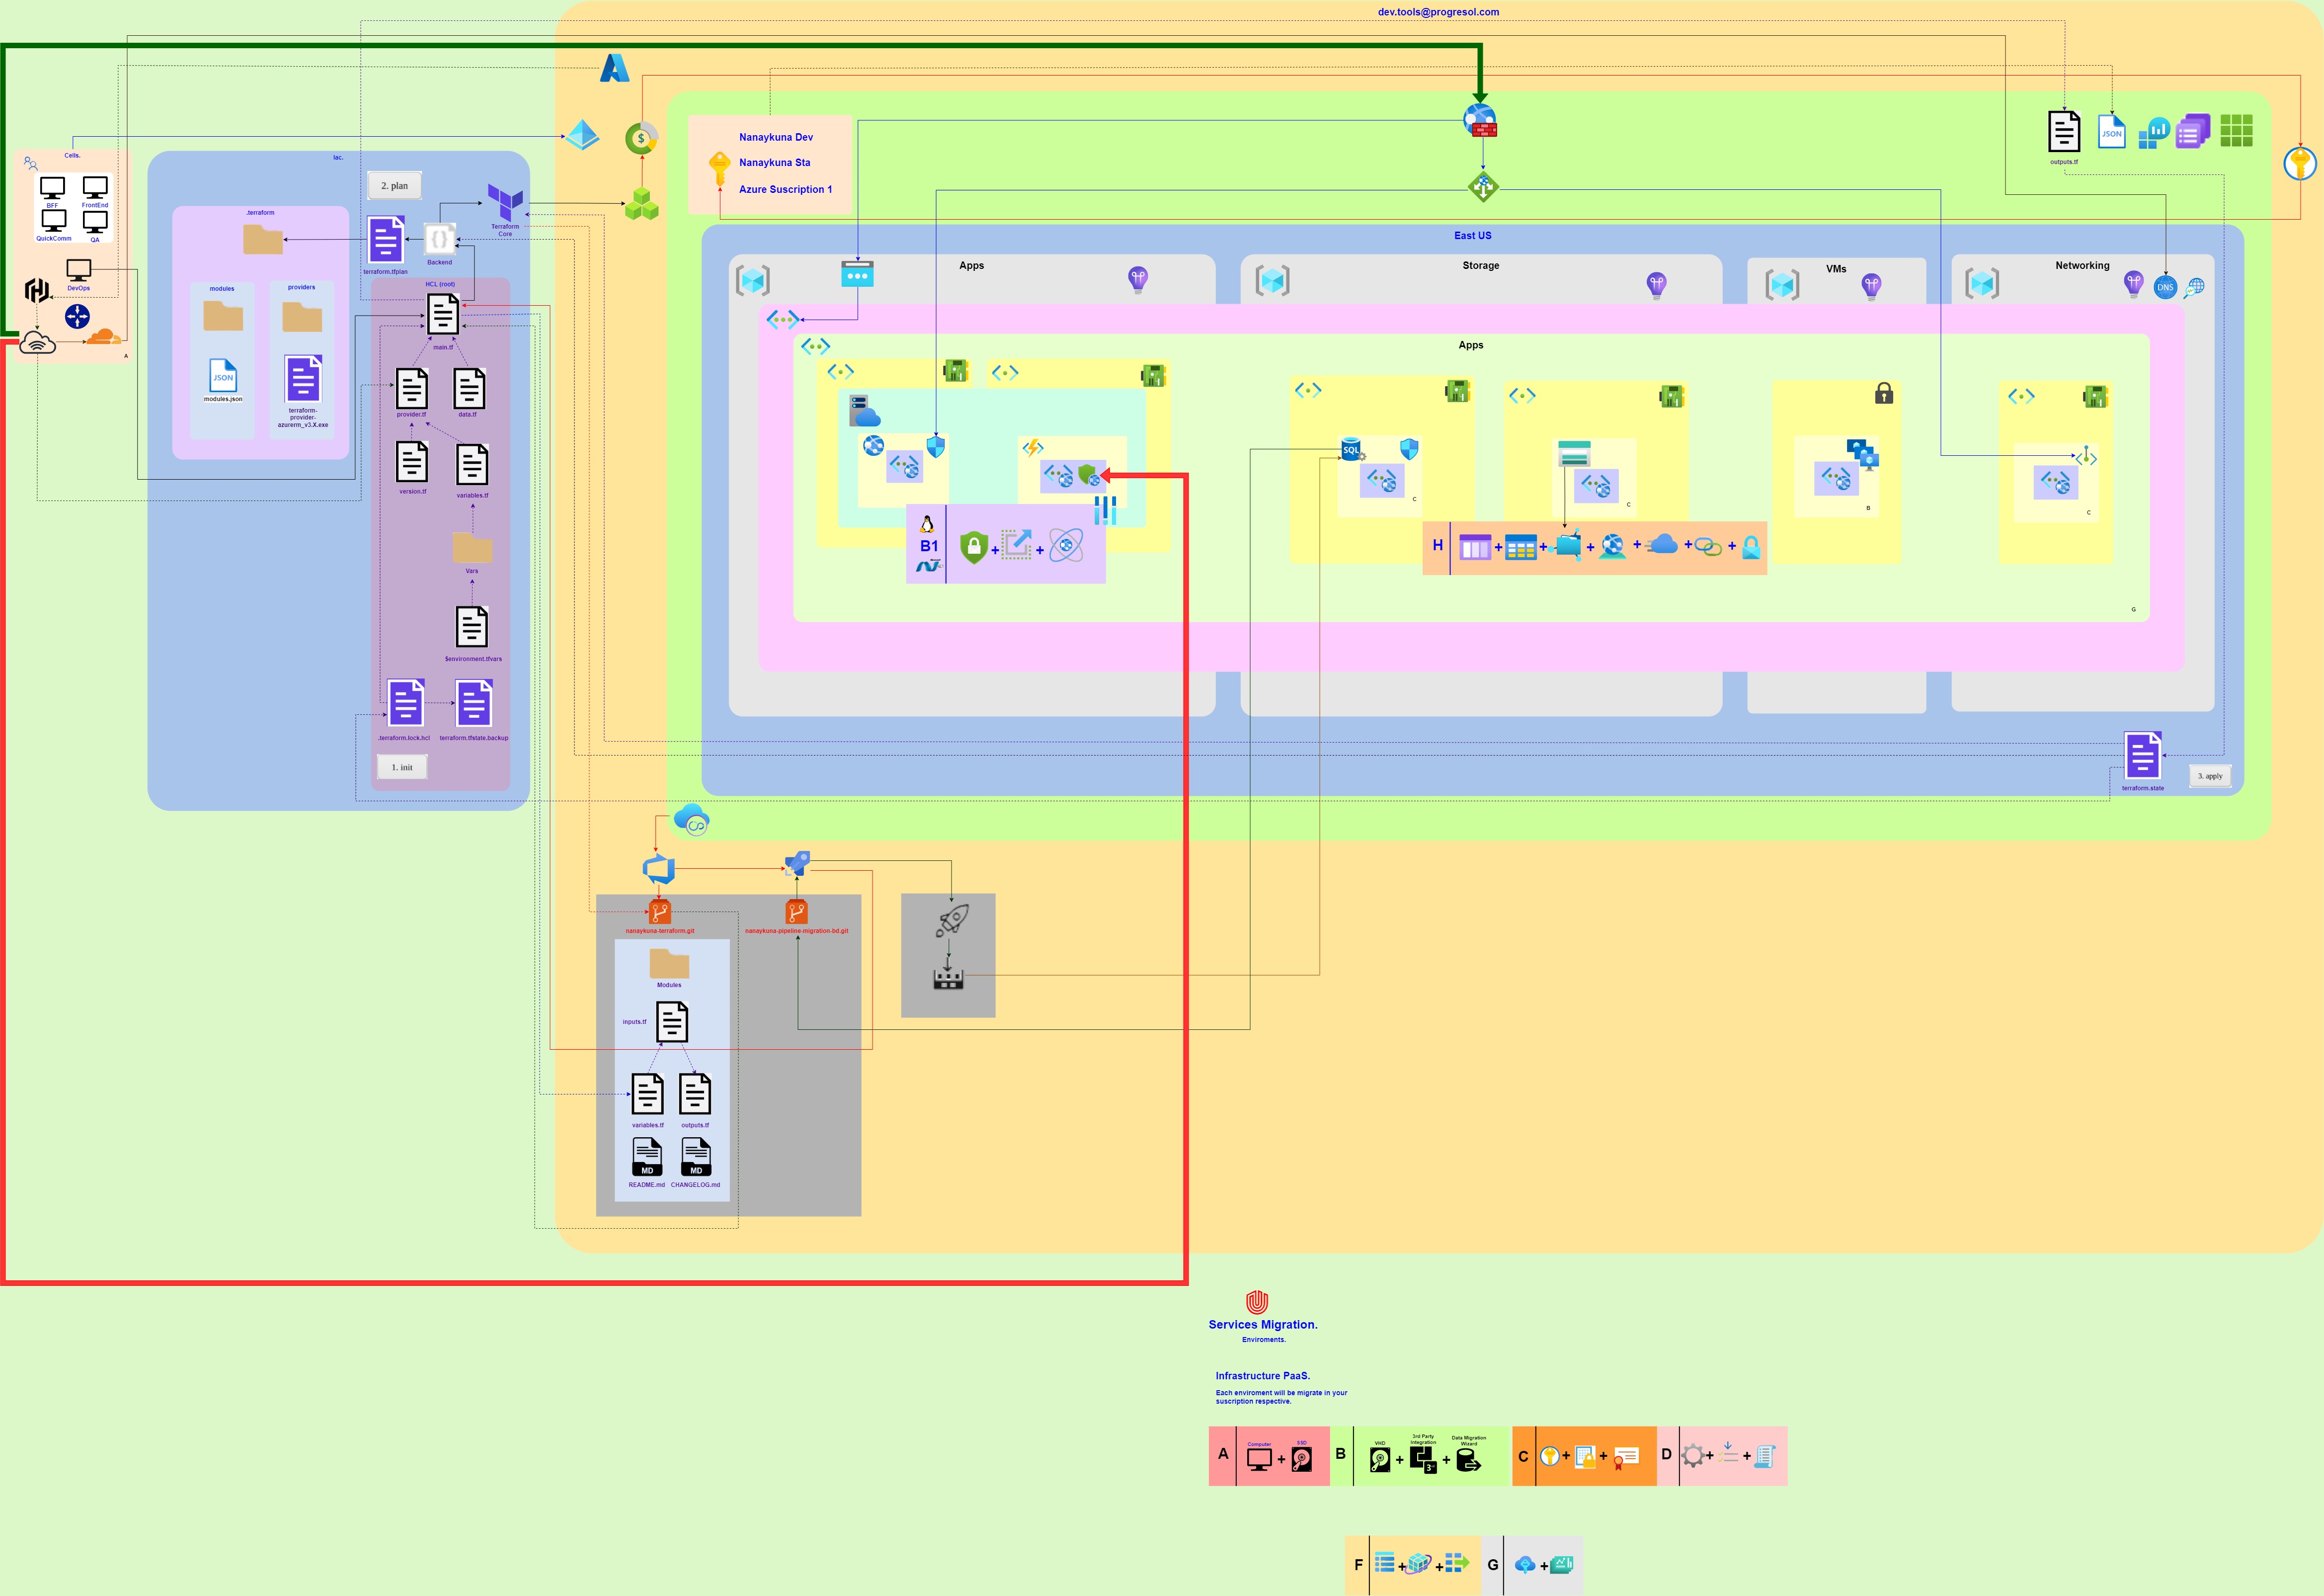 dev.tools@progresol.com
Cells.
BFF
FrontEnd
QuickComm
QA
DevOps
A
Iac.
2. plan
.terraform
terraform.tfplan
Backend
Terraform
Core
modules
providers
JSON
modules.json
terraform-
provider-
azurerm_v3.X.exe
HCL (root)
main.tf
provider.tf
data.tf
version.tf
variables.tf
Vars
$environment.tfvars
.terraform.lock.hcl
terraform.tfstate.backup
1. init
$
Nanaykuna Dev
Nanaykuna Sta
Azure Suscription 1
outputs.tf
JSON
East US
Apps
Storage
VMs
Networking
DNS
Apps
SQL
C
C
B
C
B1
H
+
+
+
+
+
+
+
+
G
terraform.state
3. apply
nanaykuna-terraform.git
nanaykuna-pipeline-migration-bd.git
Modules
inputs.tf
variables.tf
outputs.tf
MD
MD
README.md
CHANGELOG.md
Services Migration.
Enviroments.
Infrastructure PaaS.
Each enviroment will be migrate in your
suscription respective.
A
Computer
+
SSD
B
VHD
+
3rd Party
Integration
+
Data Migration
Wizard
C
+
+
D
+
+
F
+
+
G
+